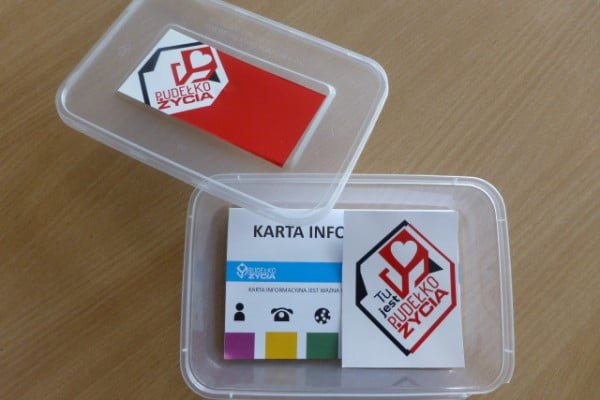 PUDEŁKO
ŻYCIA
KARTA INFO
PUDEŁKO
ŻYCIA
KARTA INFORMACYJNA JEST WAŻNA
Tu
jest
PUDEŁKO
ŻYCIA